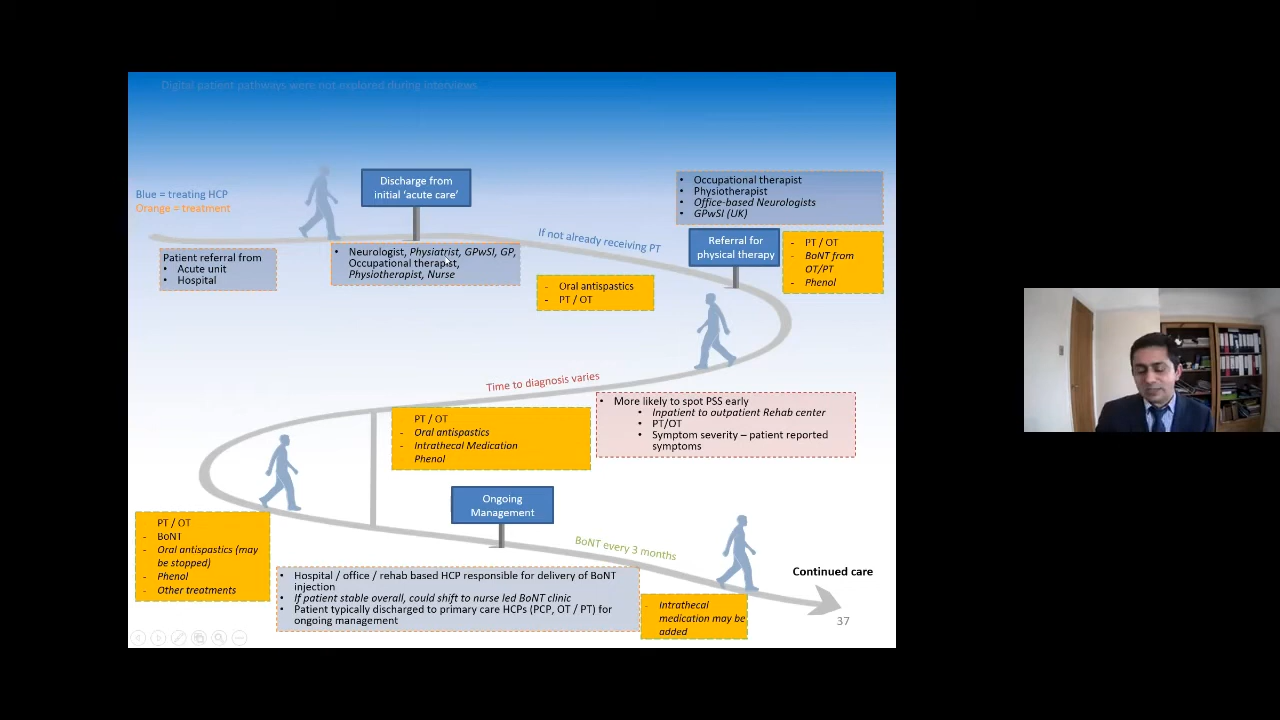 Digital patient pathways were not explored during interviews
Discharge from
initial 'acute care'
Blue = treating HCP
Orange = treatment
• Occupational therapist
• Physiotherapist
• Office-based Neurologists
• GPwSI (UK)
Patient referral from
• Acute unit
• Hospital
• Neurologist, Physiatrist, GPwSI, GP,
Occupational therapist,
Physiotherapist, Nurse
If not already receiving PT
Referral for
physical therapy
- PT / OT
- BoNT from
OT/PT
- Phenol
- Oral antispastics
- PT / OT
Time to diagnosis varies
• More likely to spot PSS early
• Inpatient to outpatient Rehab center
• PT/OT
• Symptom severity – patient reported
symptoms
PT / OT
- Oral antispastics
- Intrathecal Medication
Phenol
Ongoing
Management
PT / OT
- BoNT
- Oral antispastics (may
be stopped)
- Phenol
- Other treatments
BoNT every 3 months
• Hospital / office / rehab based HCP responsible for delivery of BoNT
injection
• If patient stable overall, could shift to nurse led BoNT clinic
• Patient typically discharged to primary care HCPs (PCP, OT / PT) for
ongoing management
- Intrathecal
medication may be
added
Continued care
37